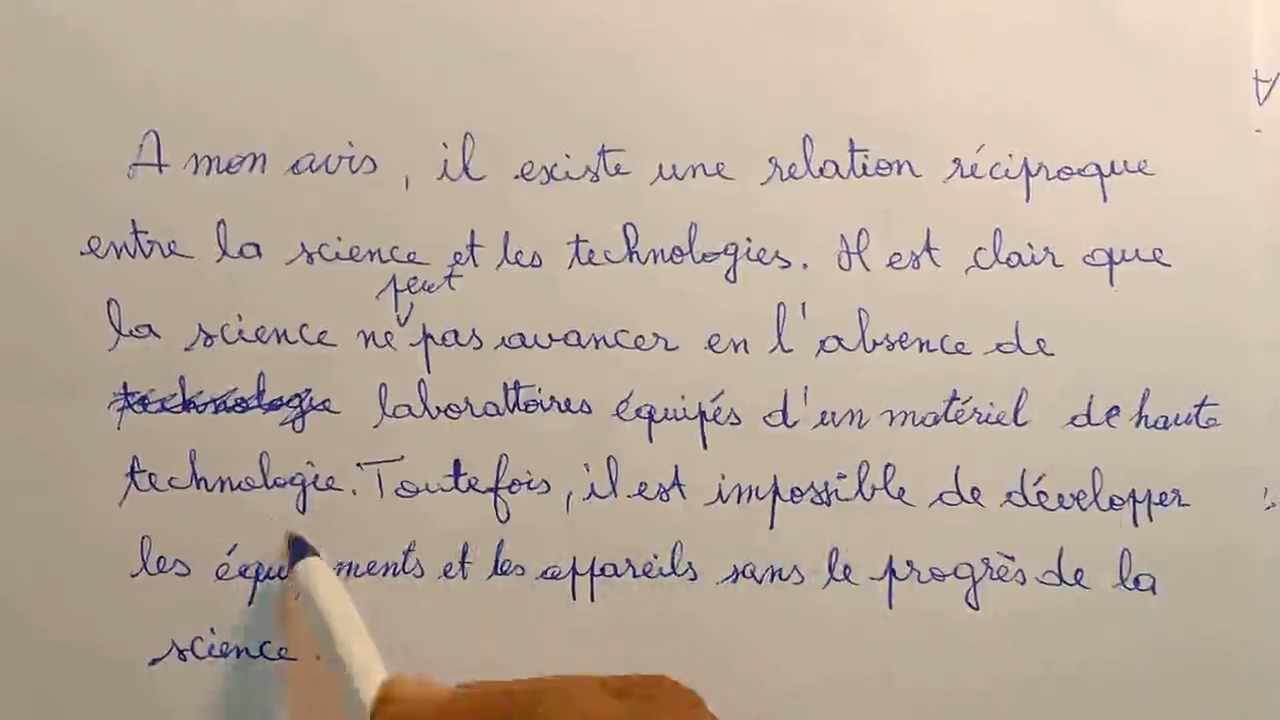 A mon avis, il existe une relation réciproque
entre la science et les technologies. Il est clair que
la science ne peut pas avancer en l'absence de
laborattoires équipés d'un matériel de haute
technologie. Toutefois, il est impossible de développer
les ments et les appareils sans le progrès de la
science.
A